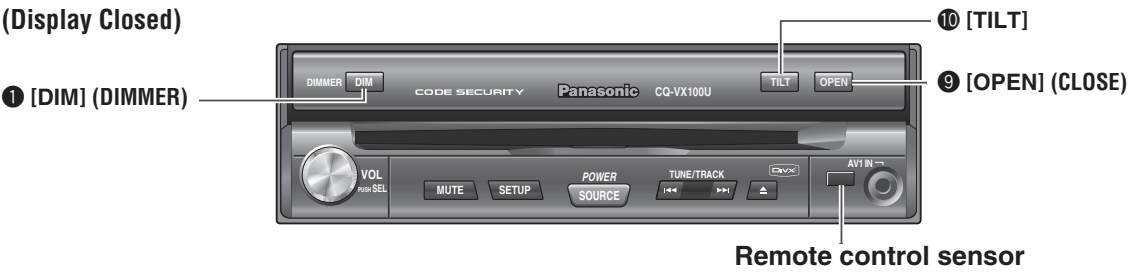 (Display Closed)
❿ [TILT]
❶ [DIM] (DIMMER)
❾ [OPEN] (CLOSE)
DIMMER DIM
CODE SECURITY
Panasonic
CQ-VX100U
TILT
OPEN
VOL
PUSH SEL
MUTE
SETUP
POWER
SOURCE
TUNE/TRACK
DivX
AV1 IN
Remote control sensor